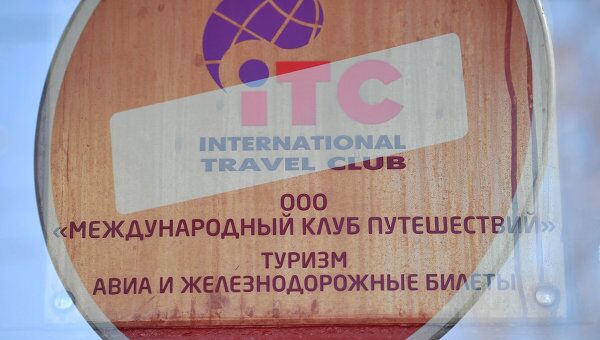 iTC
INTERNATIONAL
TRAVEL CLUB
ООО
«МЕЖДУНАРОДНЫЙ КЛУБ ПУТЕШЕСТВИЙ»
ТУРИЗМ
АВИА И ЖЕЛЕЗНОДОРОЖНЫЕ БИЛЕТЫ